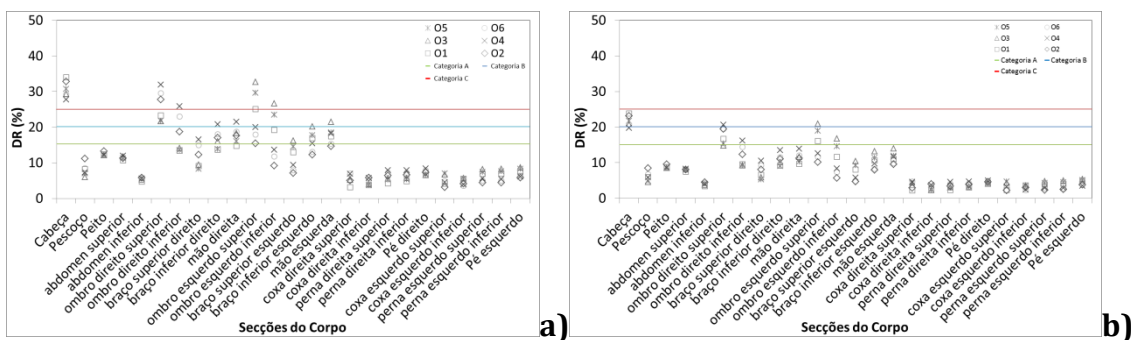 50
40
30
20
10
0
DR (%)
O5 O6
O3 O4
O1 O2
Categoria A Categoria B
Categoria C
Cabeça
Pescoço
Peito
abdomen superior
abdomen inferior
ombro direito superior
ombro direito inferior
braço superior direito
braço inferior direito
mão direita
ombro esquerdo superior
ombro esquerdo inferior
braço superior esquerdo
braço inferior esquerdo
mão esquerda
coxa direita superior
coxa direita inferior
perna direita superior
perna direita inferior
Pé direito
coxa esquerdo superior
coxa esquerdo inferior
perna esquerdo superior
perna esquerdo inferior
Pé esquerdo
Secções do Corpo
a)
50
40
30
20
10
0
DR (%)
O5 O6
O3 O4
O1 O2
Categoria A Categoria B
Categoria C
Cabeça
Pescoço
Peito
abdomen superior
abdomen inferior
ombro direito superior
ombro direito inferior
braço superior direito
braço inferior direito
mão direita
ombro esquerdo superior
ombro esquerdo inferior
braço superior esquerdo
braço inferior esquerdo
mão esquerda
coxa direita superior
coxa direita inferior
perna direita superior
perna direita inferior
Pé direito
coxa esquerdo superior
coxa esquerdo inferior
perna esquerdo superior
perna esquerdo inferior
Pé esquerdo
Secções do Corpo
b)